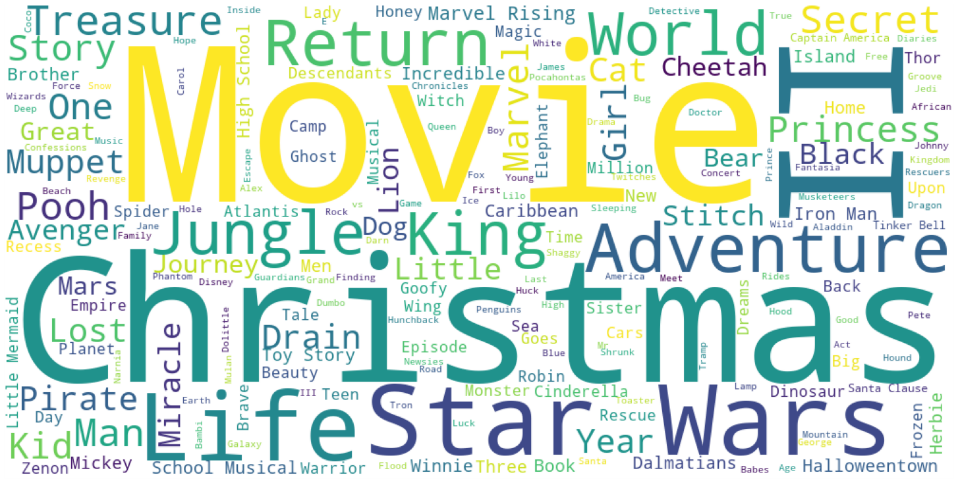 Treasure
Coco
Inside
Lady
E
Honey
Marvel Rising
Detective
True
Secret
Story
Hope
Return
Magic
World
Captain America
Diaries
Brother
Force
Snow
Carol
High School
Movie
Descendants
Incredible
Marvel
White
James
Pocahontas
Cat
Cheetah
II
Island
Free
Thor
Groove
Jedi
Wizards
Deep
One
Chronicles
Witch
Elephant
Bug
Girl
Doctor
Home
African
Great
Music
Confessions
Camp
Queen
Boy
Drama
Princess
Johnny
Muppet
Escape
Ghost
Musical
Million
Bear
Prince
Black
Kingdom
Fantasia
Rescuers
Revenge
Alex
Lion
Fox
First
Young
Lilo
Twitches
New
Concert
Musketeers
Upon
Dragon
Beach
Pooh
Spider
Hole
Atlantis
vs
Rock
Game
Ice
Caribbean
Sleeping
Stitch
Wild
Iron Man
Aladdin
Tinker Bell
Avenger
Jane
Family
Recess
Jungle
Dog
Darn
King
Time
Shaggy
Adventure
Journey
Men
Phantom
Disney
Guardians
Grand
Finding
Little
Last
America
Meet
Rides
Back
Mars
Empire
Christmas
Dumbo
Goofy
Wing
Huck
Penguins
High
Sister
Dreams
Hood
Good
Pete
Little Mermaid
Lost
Planet
Narnia
Miracle
Dolittle
Mulan
Tale
Drain
Toy Story
Hunchback
Newsies
Episode
Sea
Goes
Blue
Cars
Mr
Shrunk
Tramp
Act
Big
Hound
Beauty
Road
Robin
Pirate
Day
Earth
Life
Brave
VIII
Teen
Tron
Star Wars
Monster
Cinderella
Toaster
Rescue
Lamp
Dinosaur
Santa Clause
Kid
Man
Bambi
Galaxy
Luck
Year
George
Mountain
Frozen
Herbie
Zenon
Mickey
School Musical
Warrior
Flood
Winnie
Three
Book
Santa
Dalmatians
Babes
Age
Halloweentown